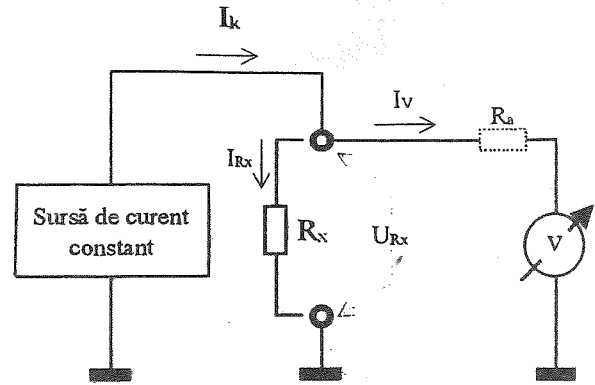 Ik
Iv
Ra
IRx
Sursă de curent
constant
Rx
URx
V